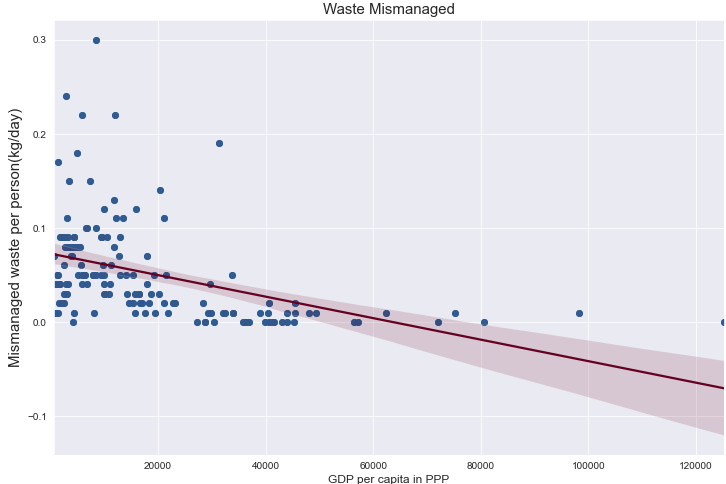 Waste Mismanaged
Mismanaged waste per person(kg/day)
0.3
0.2
0.1
0.0
−0.1
20000 40000 60000 80000 100000 120000
GDP per capita in PPP